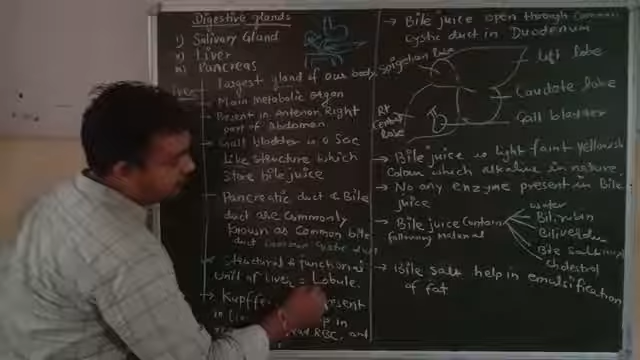 Digestive glands
i) Salivary Gland
ii) Liver
iii) Pancreas
Liver
→ largest gland of our body
→ Main metabolic organ
→ Present in Anterior Right
part of Abdomen
→ Gall bladder is a Sac
like structure which
store bile juice
→ Pancreatic duct & Bile
duct are commonly
known as common bile
duct
→ Structural & functional
unit of Liver = Lobule.
→ Kupffer
in
RBC, and
→ Bile juice open through Common
cystic duct in Duodenum
Spigelian lobe
left lobe
Caudate lobe
Rt
Central
lobe
Gall bladder
→ Bile juice is light faint yellowish
Colour which alkaline in nature.
→ No any enzyme present in Bile
juice
→ Bile juice Contain
following Material
water
Bilirubin
Bile salt
→ Bile salt help in emulsification
of fat